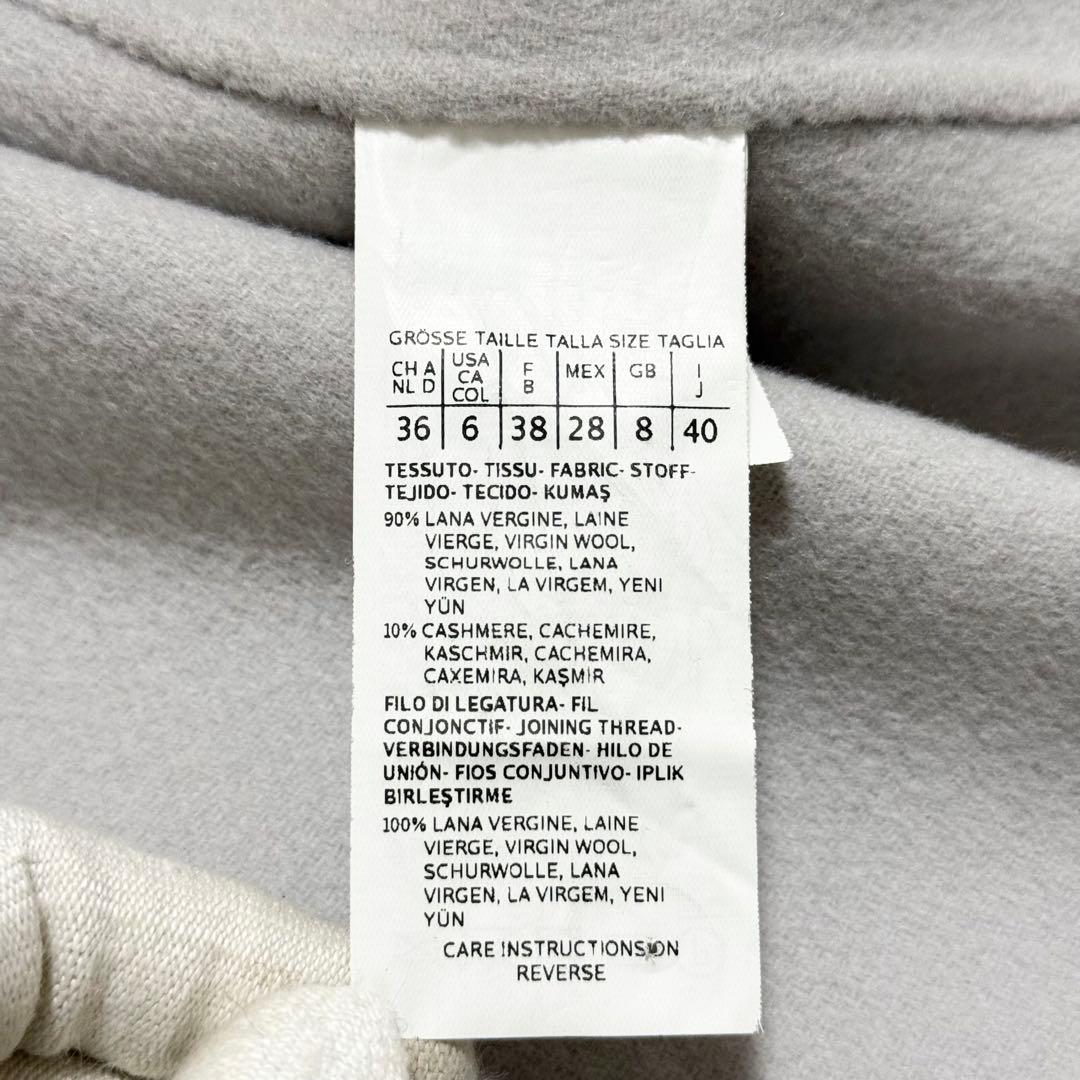 GRÖSSE TAILLE TALLA SIZE TAGLIA
CH A NL D | USA CA COL | F B | MEX | GB | I J
36 | 6 | 38 | 28 | 8 | 40
TESSUTO- TISSU- FABRIC- STOFF-
TEJIDO- TECIDO- KUMAŞ
90% LANA VERGINE, LAINE
VIERGE, VIRGIN WOOL,
SCHURWOLLE, LANA
VIRGEN, LA VIRGEM, YENI
YÜN
10% CASHMERE, CACHEMIRE,
KASCHMIR, CACHEMIRA,
CAXEMIRA, KAŞMIR
FILO DI LEGATURA- FIL
CONJONCTIF- JOINING THREAD-
VERBINDUNGSFADEN- HILO DE
UNIÓN- FIOS CONJUNTIVO- IPLIK
BIRLEŞTIRME
100% LANA VERGINE, LAINE
VIERGE, VIRGIN WOOL,
SCHURWOLLE, LANA
VIRGEN, LA VIRGEM, YENI
YÜN
CARE INSTRUCTIONS ON
REVERSE